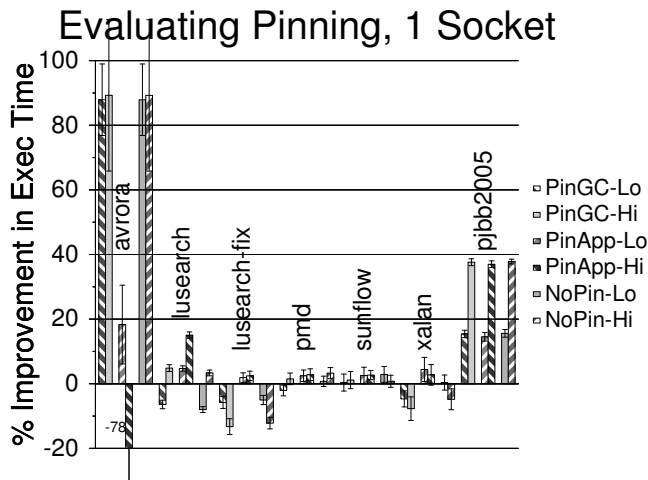 Evaluating Pinning, 1 Socket
% Improvement in Exec Time
100
80
60
40
20
0
-20
-78
avrora
lusearch
lusearch-fix
pmd
sunflow
xalan
pjbb2005
PinGC-Lo
PinGC-Hi
PinApp-Lo
PinApp-Hi
NoPin-Lo
NoPin-Hi